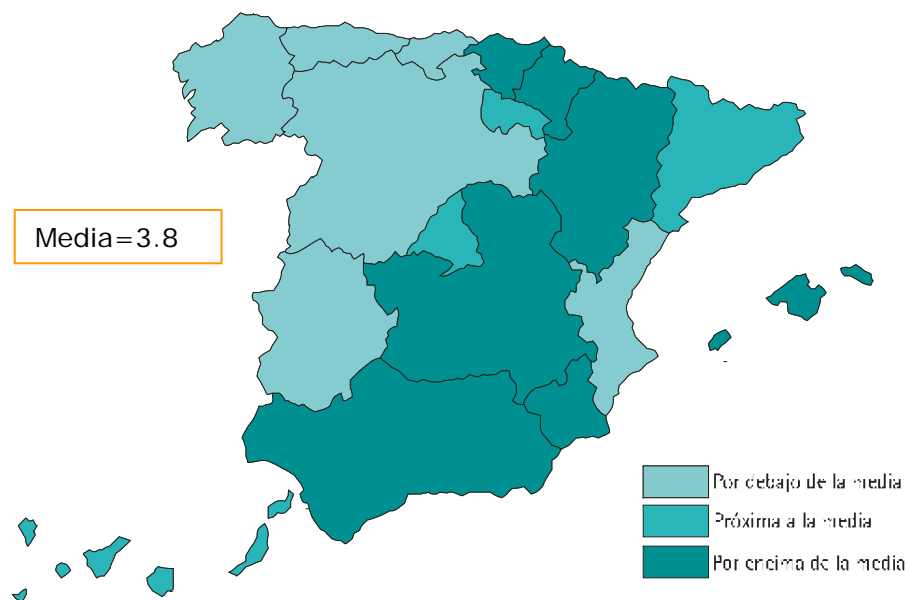 Media=3.8
Por debajo de la media
Próxima a la media
Por encima de la media